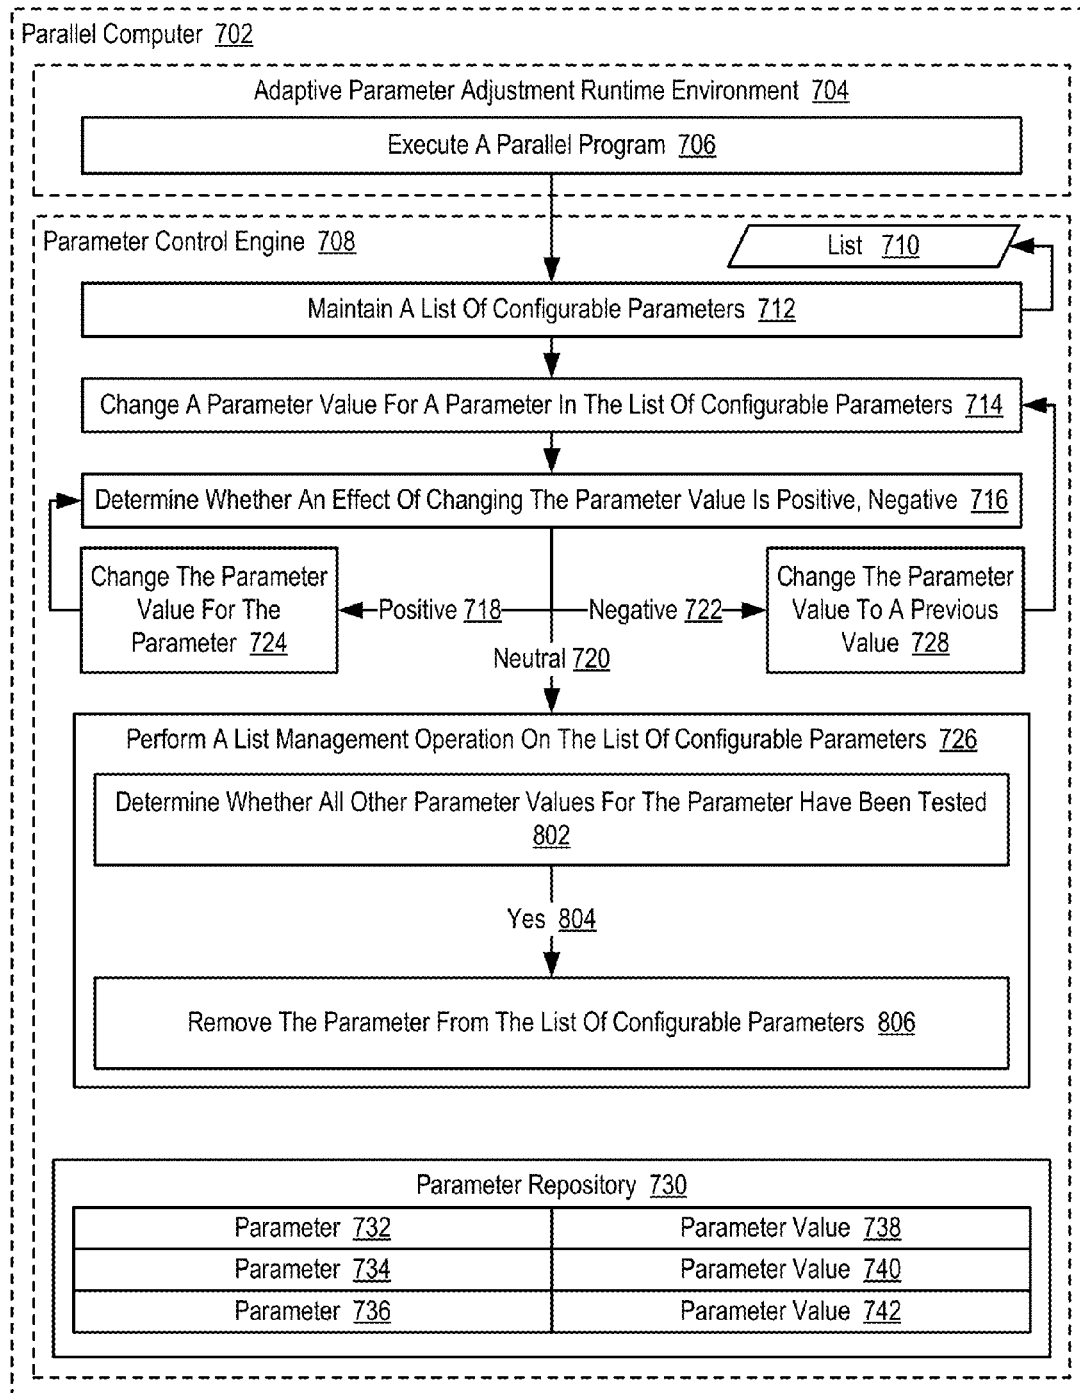 Parallel Computer 702
Adaptive Parameter Adjustment Runtime Environment 704
Execute A Parallel Program 706
Parameter Control Engine 708
List 710
Maintain A List Of Configurable Parameters 712
Change A Parameter Value For A Parameter In The List Of Configurable Parameters 714
Determine Whether An Effect Of Changing The Parameter Value Is Positive, Negative 716
Change The Parameter
Value For The
Parameter 724
Positive 718
Negative 722
Change The Parameter
Value To A Previous
Value 728
Neutral 720
Perform A List Management Operation On The List Of Configurable Parameters 726
Determine Whether All Other Parameter Values For The Parameter Have Been Tested
802
Yes 804
Remove The Parameter From The List Of Configurable Parameters 806
Parameter Repository 730
Parameter 732
Parameter Value 738
Parameter 734
Parameter Value 740
Parameter 736
Parameter Value 742